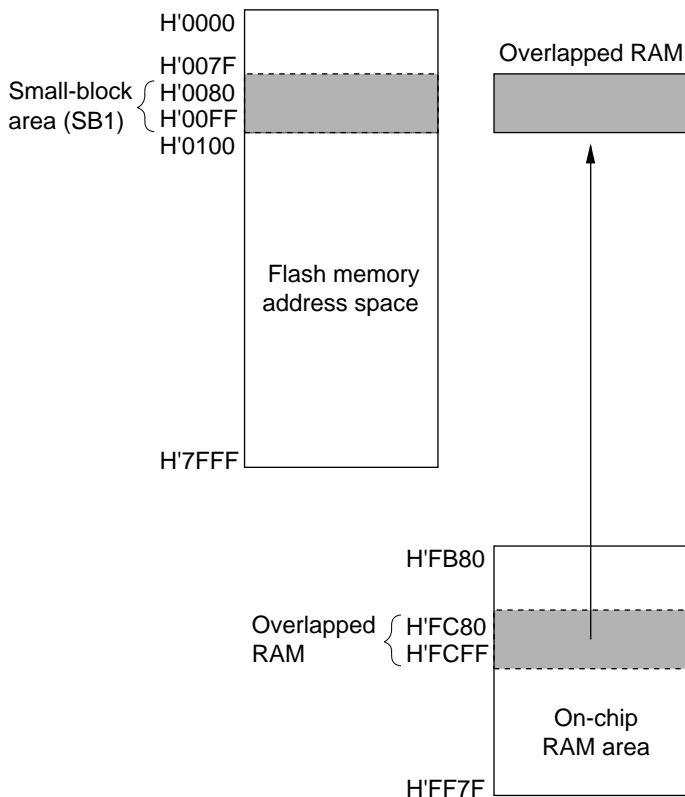 H'0000
H'007F
Small-block
area (SB1)
H'0080
H'00FF
H'0100
Overlapped RAM
Flash memory
address space
H'7FFF
H'FB80
Overlapped
RAM
H'FC80
H'FCFF
On-chip
RAM area
H'FF7F